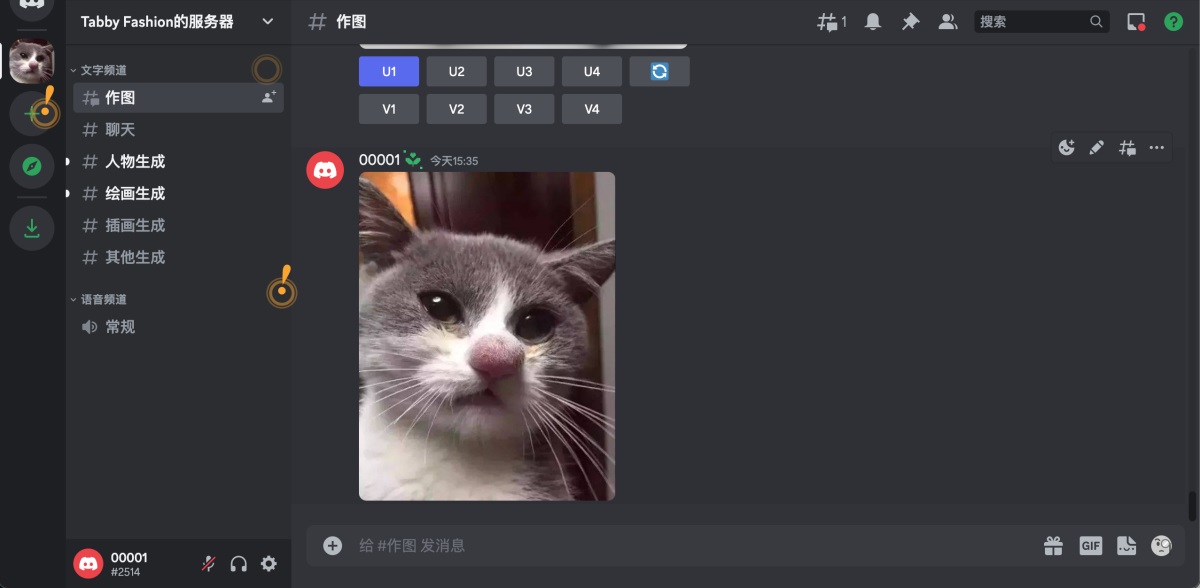 Tabby Fashion的服务器
文字频道
作图
聊天
人物生成
绘画生成
插画生成
其他生成
语音频道
常规
00001
#2514
作图
1
搜索
?
U1 U2 U3 U4
V1 V2 V3 V4
00001 今天15:35
给 #作图 发消息
GIF